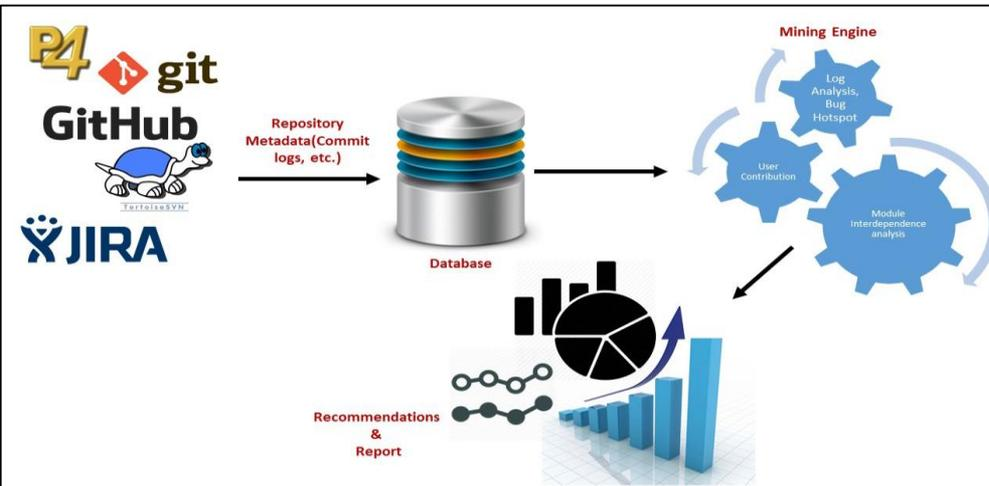 P4
git
GitHub
TortoiseSVN
JIRA
Repository
Metadata(Commit
logs, etc.)
Database
Mining Engine
Log
Analysis,
Bug
Hotspot
User
Contribution
Module
Interdependence
analysis
Recommendations
&
Report